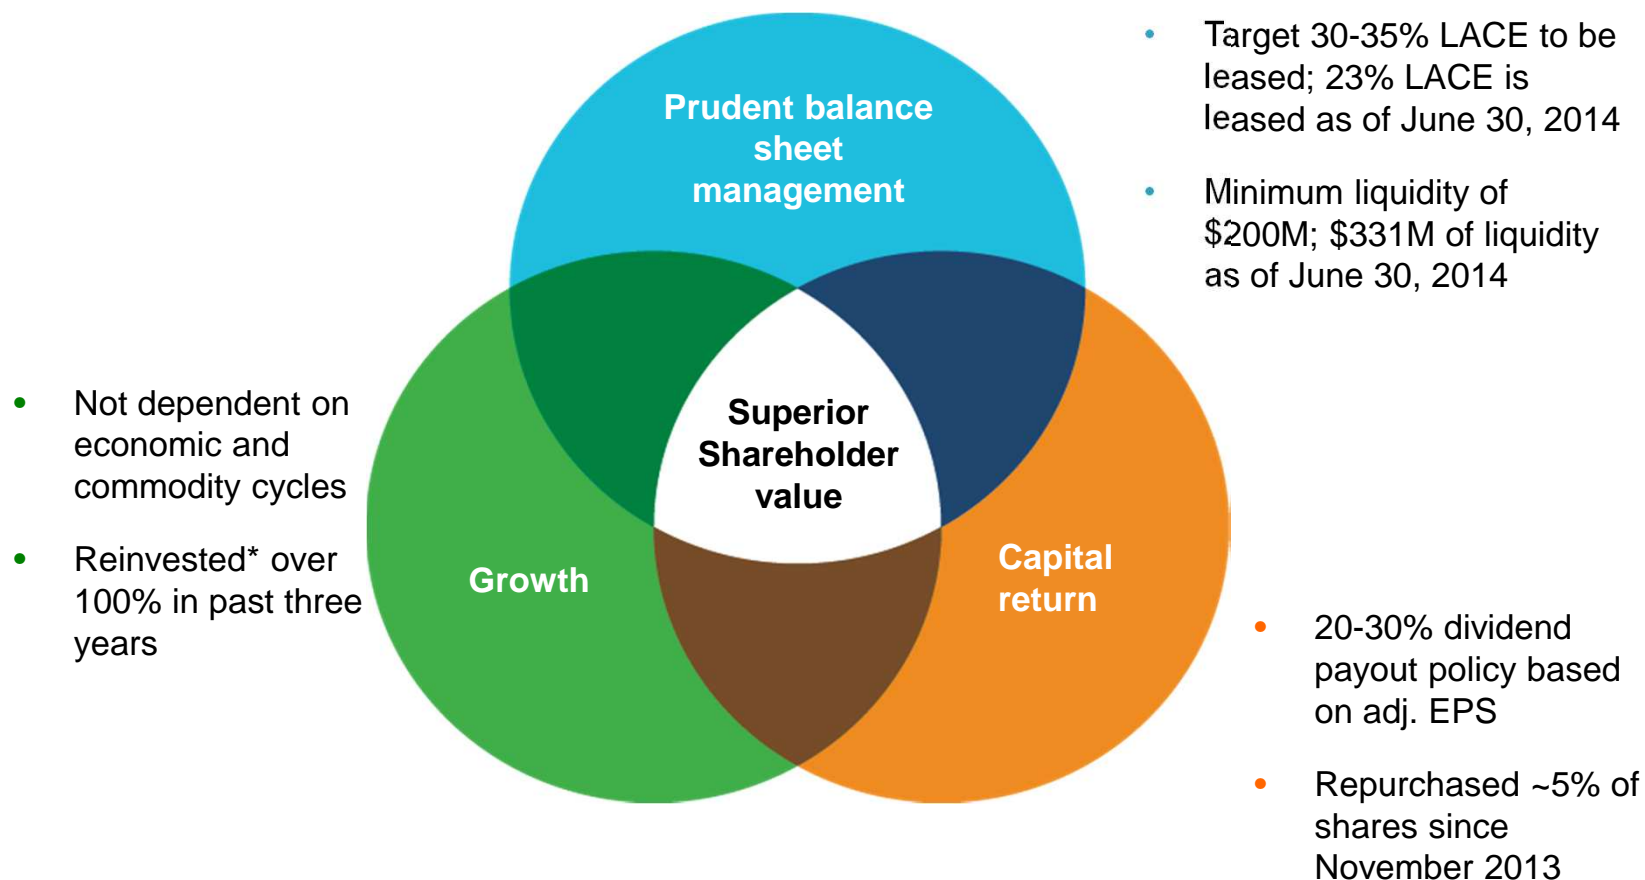 Prudent balance
sheet
management
• Target 30-35% LACE to be
leased; 23% LACE is
leased as of June 30, 2014
• Minimum liquidity of
$200M; $331M of liquidity
as of June 30, 2014
• Not dependent on
economic and
commodity cycles
• Reinvested* over
100% in past three
years
Superior
Shareholder
value
Growth
Capital
return
• 20-30% dividend
payout policy based
on adj. EPS
• Repurchased ~5% of
shares since
November 2013